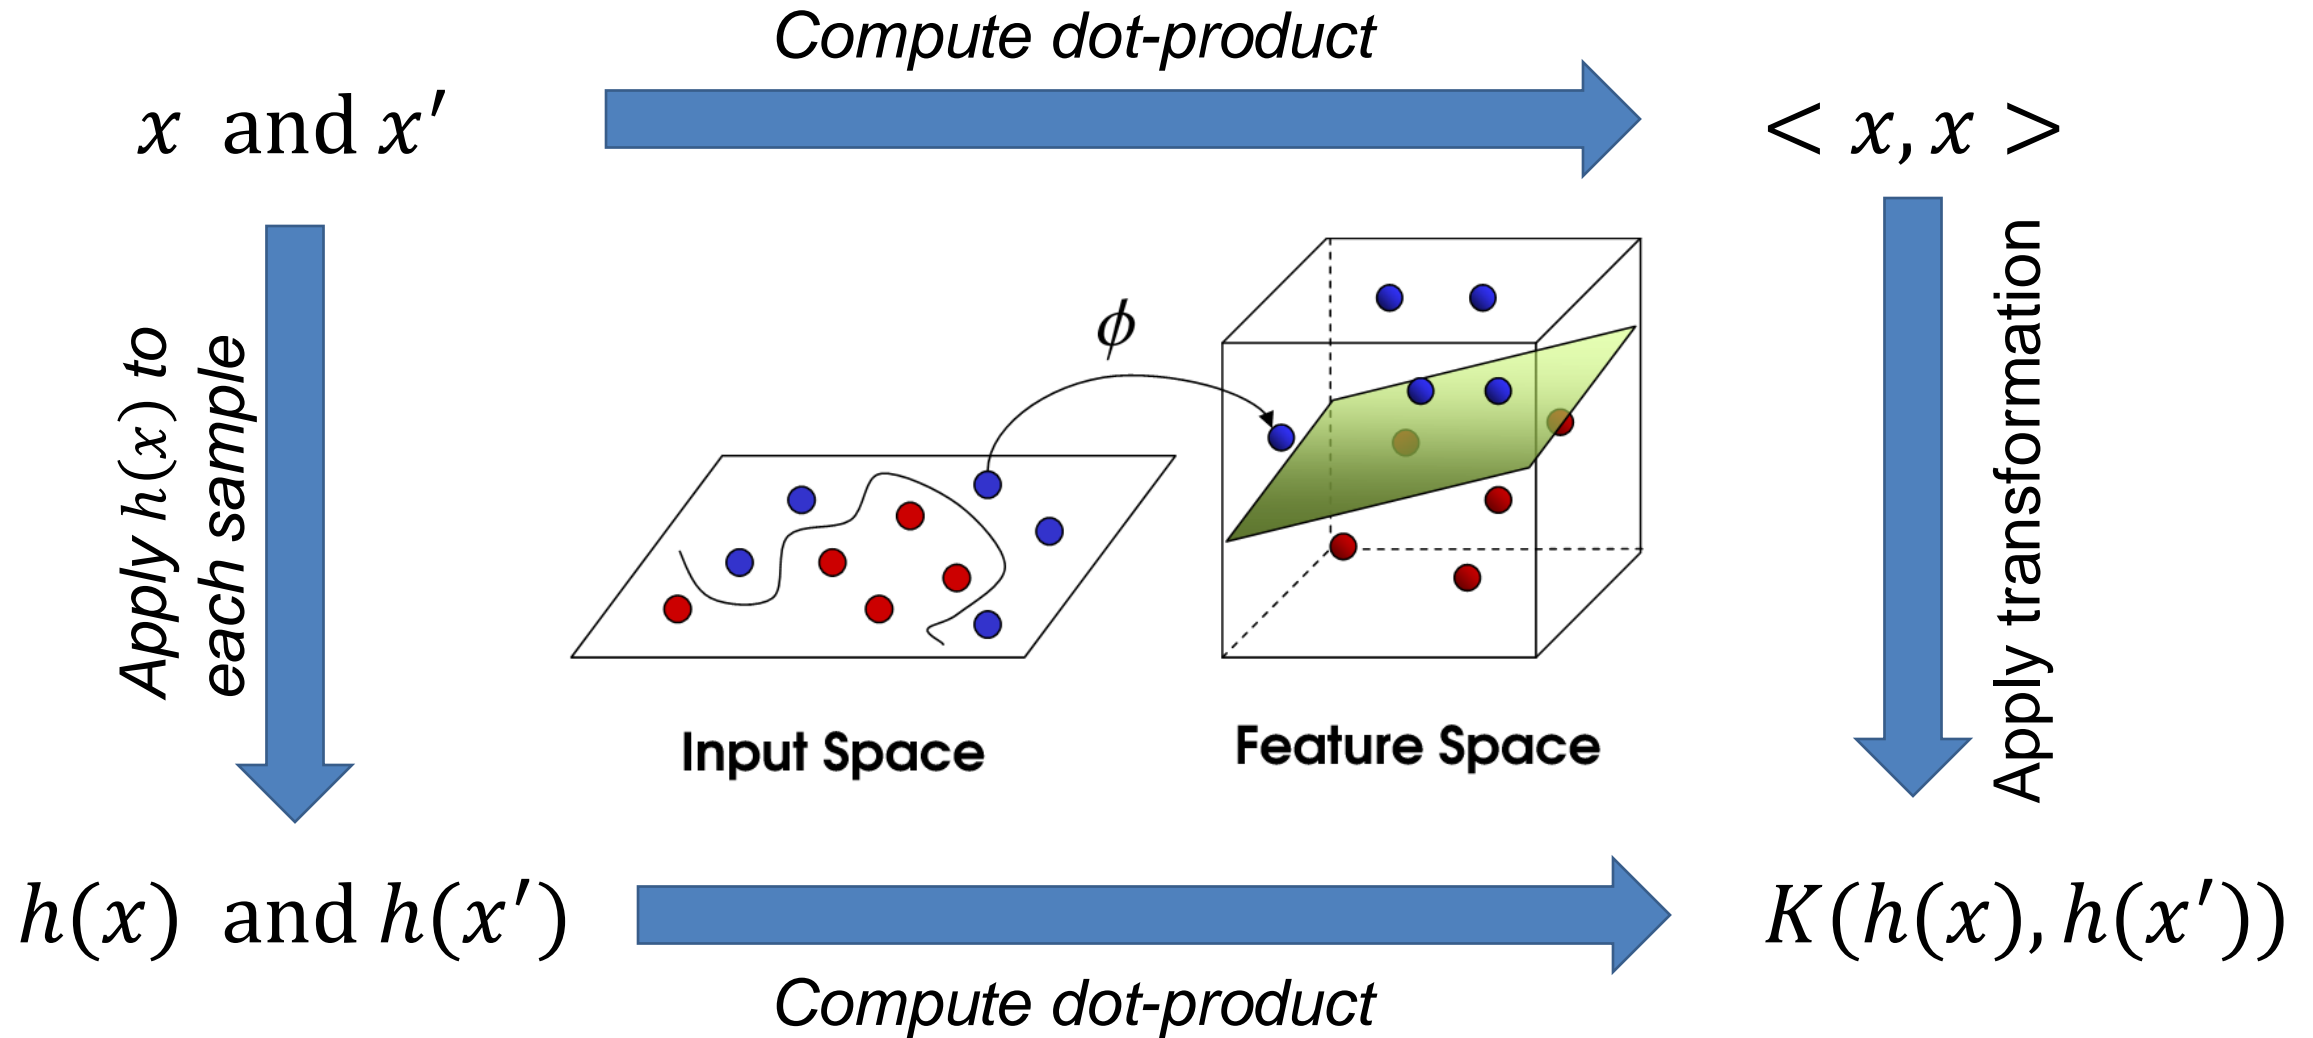 Compute dot-product
x and x′
< x, x >
Apply h(x) to
each sample
ϕ
Apply transformation
Input Space
Feature Space
h(x) and h(x′)
K(h(x), h(x′))
Compute dot-product